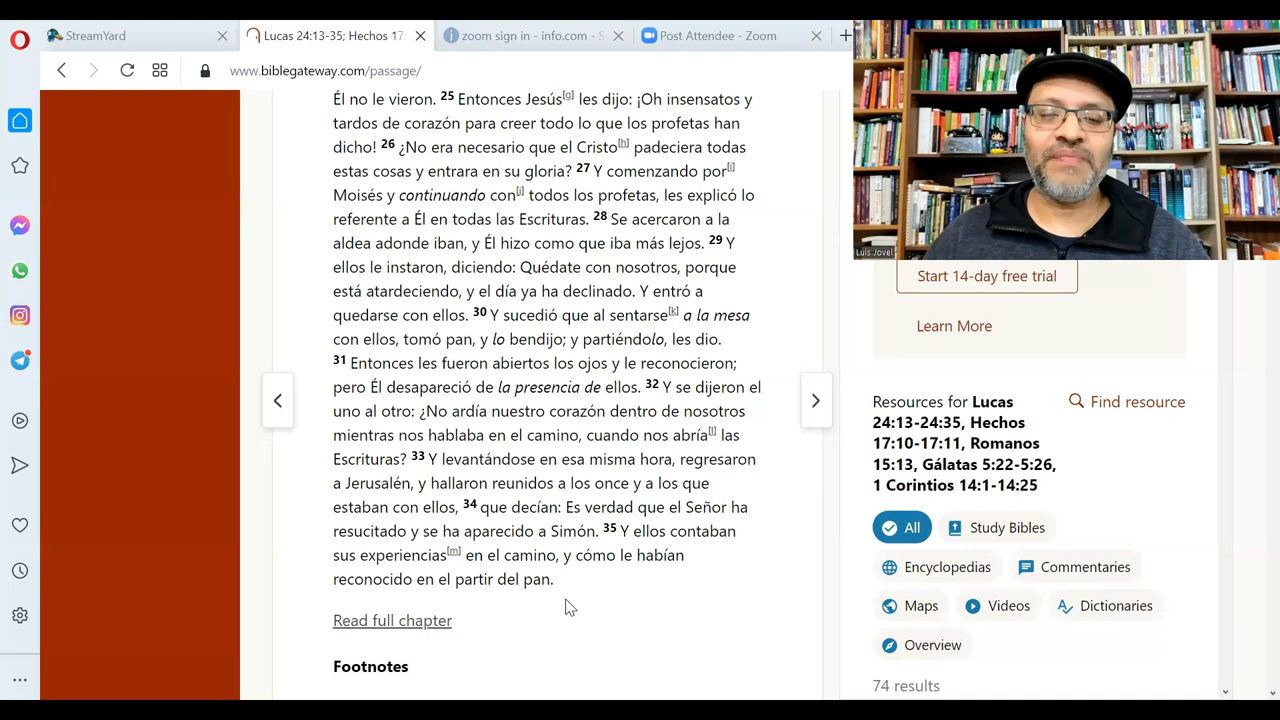 StreamYard
Lucas 24:13-35; Hechos 17:
zoom sign in - info.com - S
Post Attendee - Zoom
www.biblegateway.com/passage/
Él no le vieron. 25 Entonces Jesús[g] les dijo: ¡Oh insensatos y
tardos de corazón para creer todo lo que los profetas han
dicho! 26 ¿No era necesario que el Cristo[h] padeciera todas
estas cosas y entrara en su gloria? 27 Y comenzando por[i]
Moisés y continuando con[j] todos los profetas, les explicó lo
referente a Él en todas las Escrituras. 28 Se acercaron a la
aldea adonde iban, y Él hizo como que iba más lejos. 29 Y
ellos le instaron, diciendo: Quédate con nosotros, porque
está atardeciendo, y el día ya ha declinado. Y entró a
quedarse con ellos. 30 Y sucedió que al sentarse[k] a la mesa
con ellos, tomó pan, y lo bendijo; y partiéndolo, les dio.
31 Entonces les fueron abiertos los ojos y le reconocieron;
pero Él desapareció de la presencia de ellos. 32 Y se dijeron el
uno al otro: ¿No ardía nuestro corazón dentro de nosotros
mientras nos hablaba en el camino, cuando nos abría[l] las
Escrituras? 33 Y levantándose en esa misma hora, regresaron
a Jerusalén, y hallaron reunidos a los once y a los que
estaban con ellos, 34 que decían: Es verdad que el Señor ha
resucitado y se ha aparecido a Simón. 35 Y ellos contaban
sus experiencias[m] en el camino, y cómo le habían
reconocido en el partir del pan.
Read full chapter
Footnotes
Luis Jovel
Start 14-day free trial
Learn More
Resources for Lucas
24:13-24:35, Hechos
17:10-17:11, Romanos
15:13, Gálatas 5:22-5:26,
1 Corintios 14:1-14:25
Find resource
All
Study Bibles
Encyclopedias
Commentaries
Maps
Videos
Dictionaries
Overview
74 results